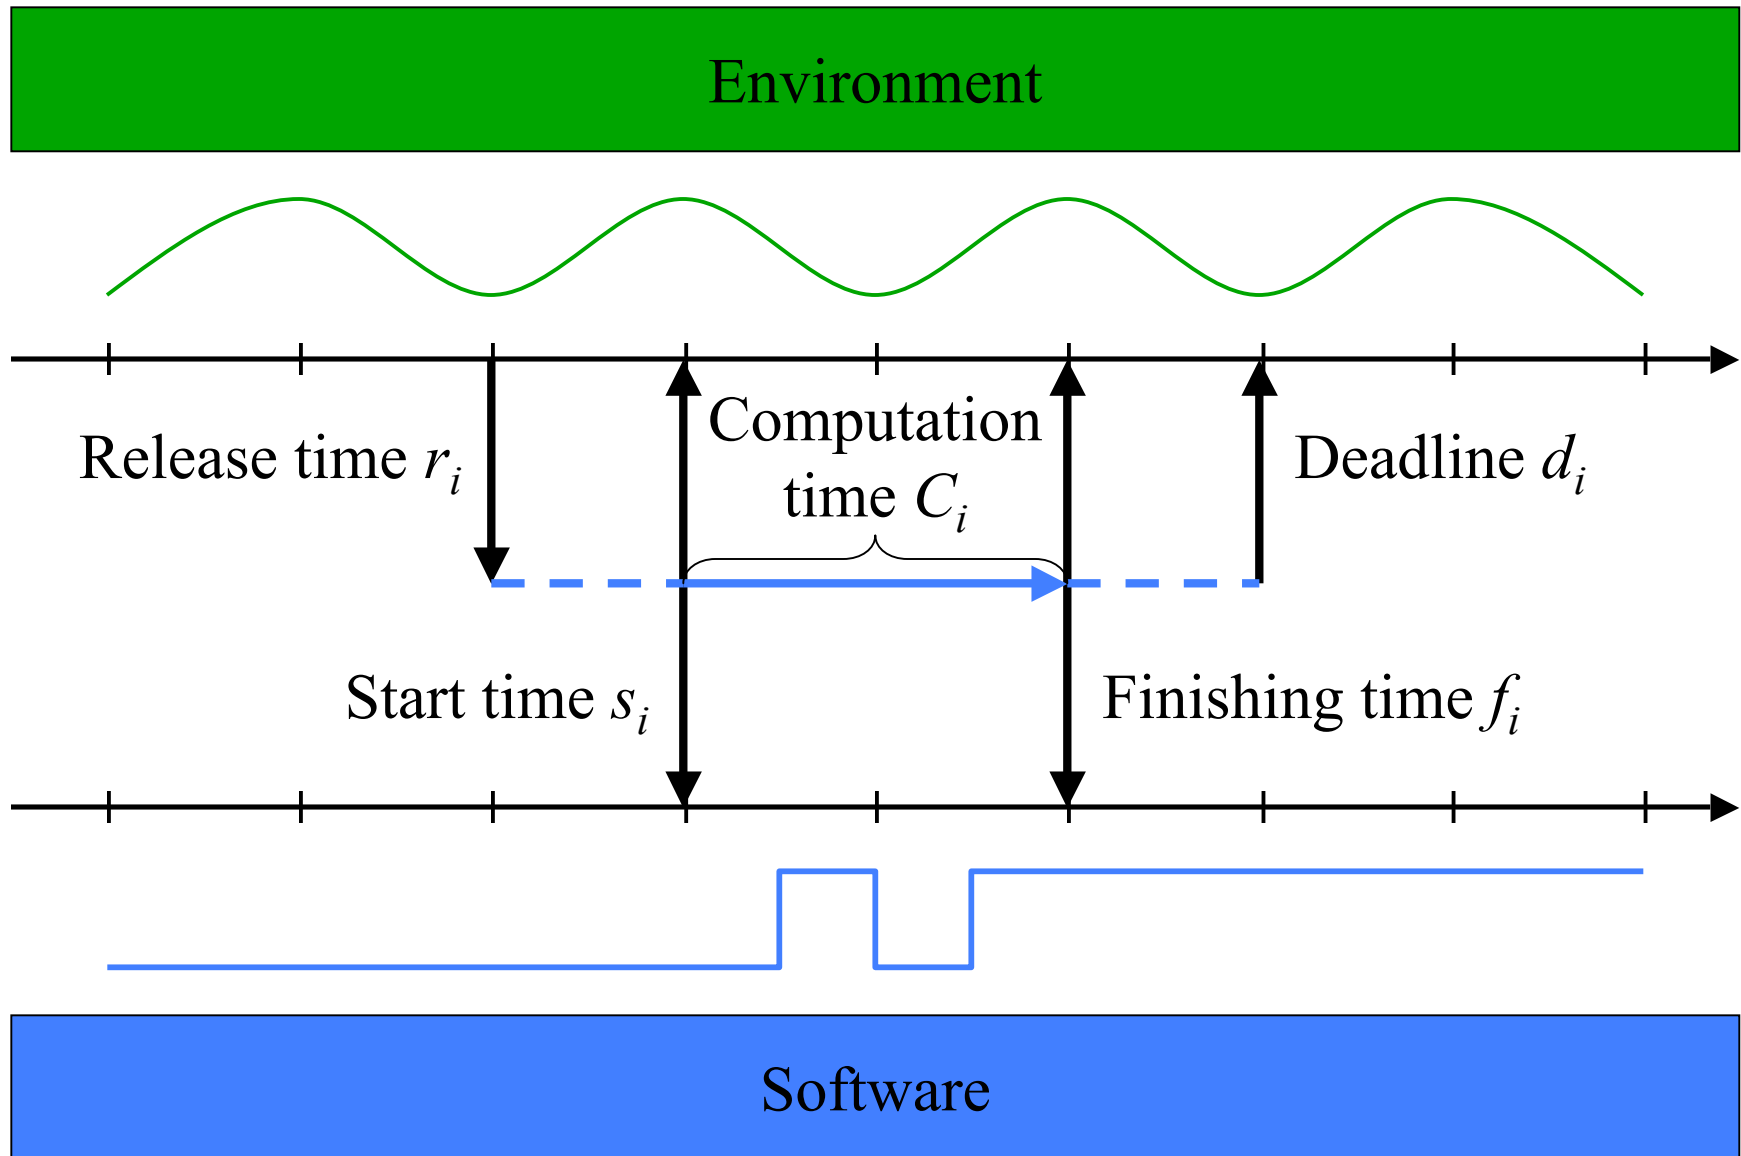 Environment
Release time r_i
Computation
time C_i
Deadline d_i
Start time s_i
Finishing time f_i
Software